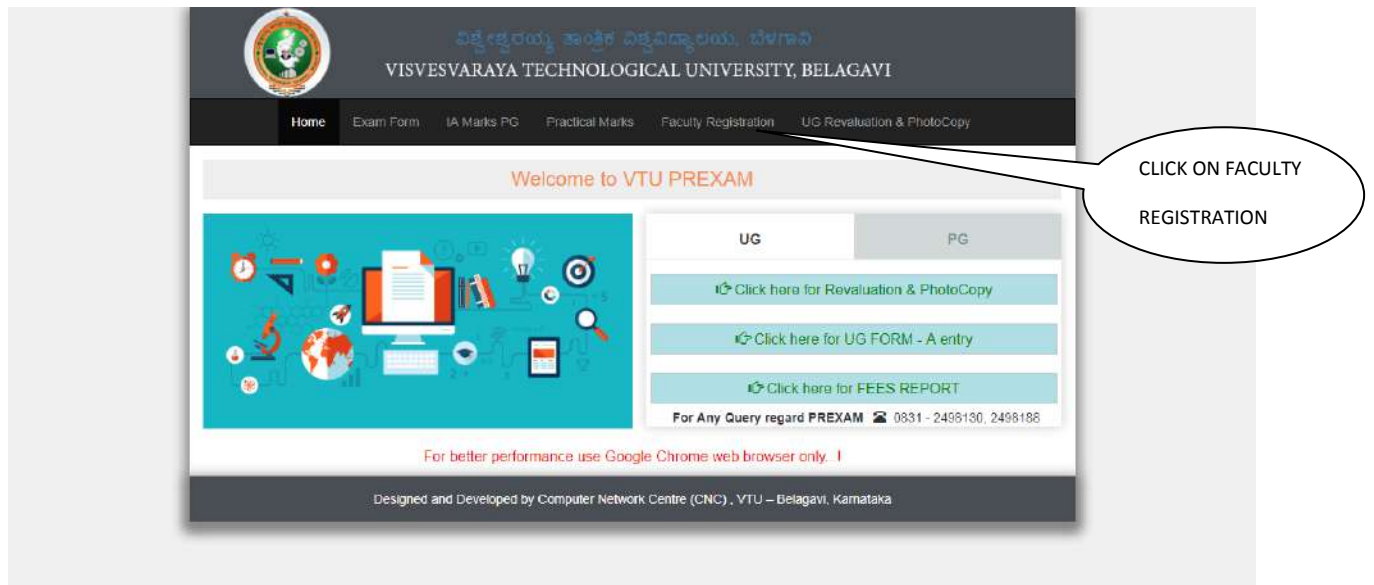 ವಿಶ್ವೇಶ್ವರಯ್ಯ ತಾಂತ್ರಿಕ ವಿಶ್ವವಿದ್ಯಾಲಯ, ಬೆಳಗಾವಿ
VISVESVARAYA TECHNOLOGICAL UNIVERSITY, BELAGAVI
Home Exam Form IA Marks PG Practical Marks Faculty Registration UG Revaluation & PhotoCopy
CLICK ON FACULTY
REGISTRATION
Welcome to VTU PREXAM
UG PG
Click here for Revaluation & PhotoCopy
Click here for UG FORM - A entry
Click here for FEES REPORT
For Any Query regard PREXAM 0831 - 2498130, 2498188
For better performance use Google Chrome web browser only. !
Designed and Developed by Computer Network Centre (CNC) , VTU – Belagavi, Karnataka